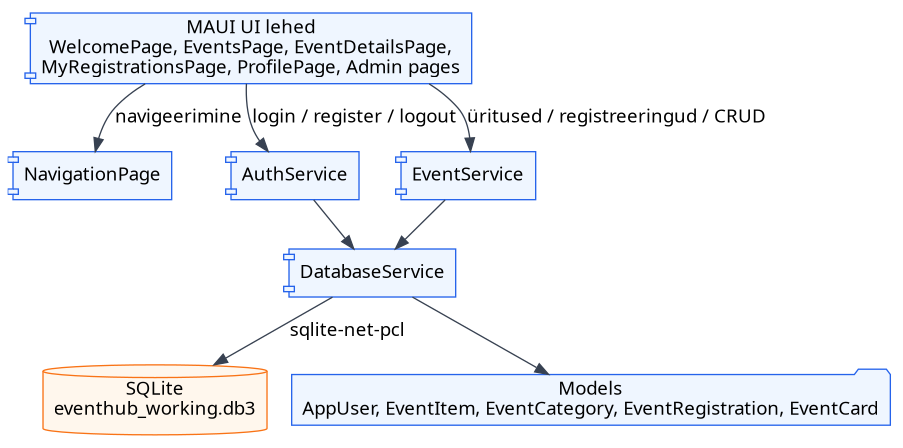 MAUI UI lehed
WelcomePage, EventsPage, EventDetailsPage,
MyRegistrationsPage, ProfilePage, Admin pages
navigeerimine
login / register / logout
üritused / registreeringud / CRUD
NavigationPage
AuthService
EventService
DatabaseService
sqlite-net-pcl
SQLite
eventhub_working.db3
Models
AppUser, EventItem, EventCategory, EventRegistration, EventCard